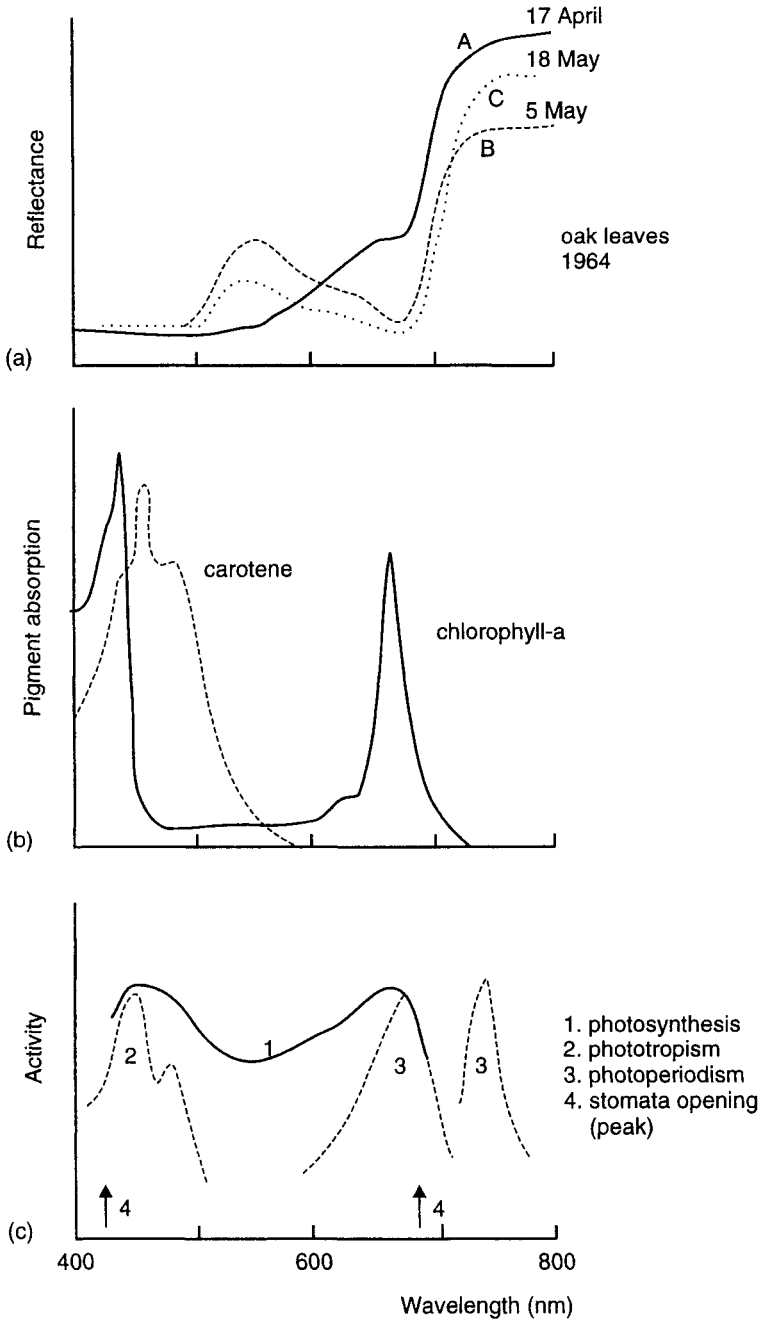 17 April
A
18 May
C
5 May
B
Reflectance
oak leaves
1964
(a)
Pigment absorption
carotene
chlorophyll-a
(b)
Activity
1
2
3
3
1. photosynthesis
2. phototropism
3. photoperiodism
4. stomata opening
(peak)
4
4
(c)
400
600
800
Wavelength (nm)